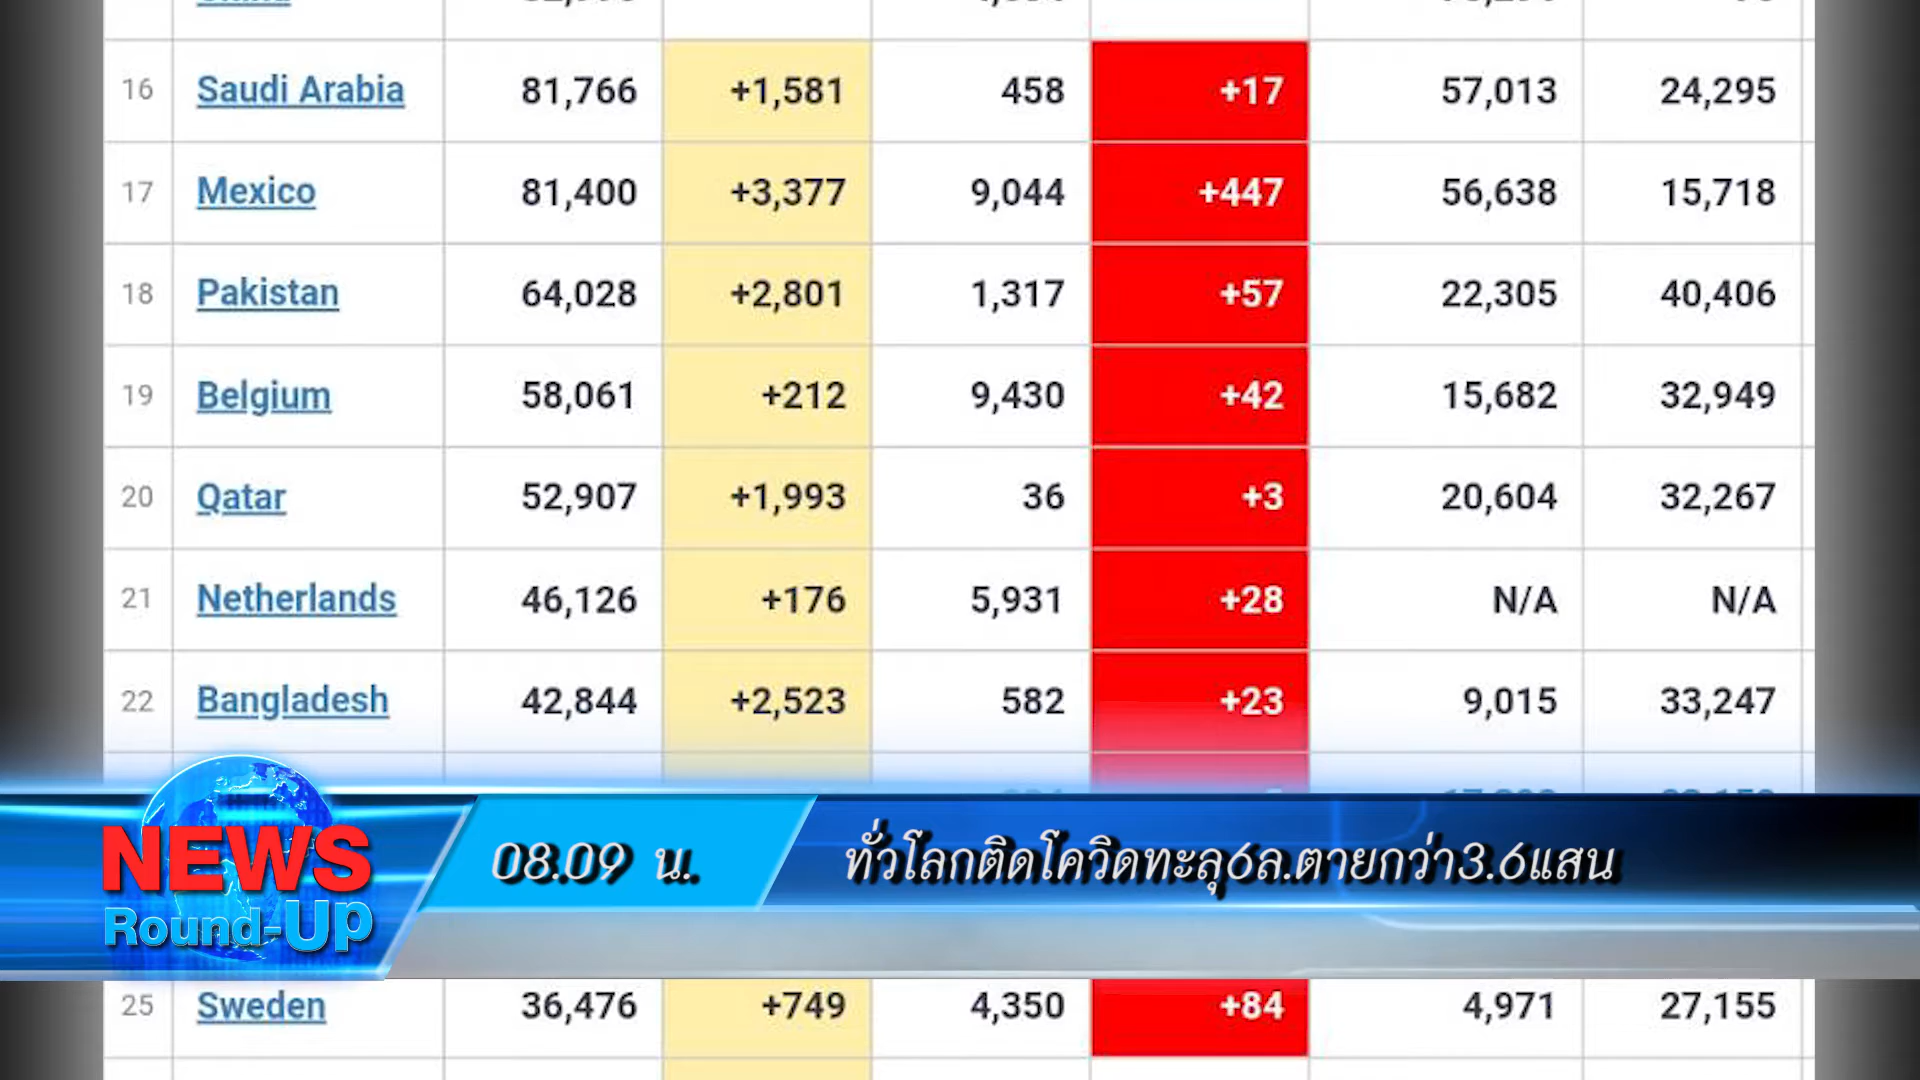 16 Saudi Arabia 81,766 +1,581 458 +17 57,013 24,295
17 Mexico 81,400 +3,377 9,044 +447 56,638 15,718
18 Pakistan 64,028 +2,801 1,317 +57 22,305 40,406
19 Belgium 58,061 +212 9,430 +42 15,682 32,949
20 Qatar 52,907 +1,993 36 +3 20,604 32,267
21 Netherlands 46,126 +176 5,931 +28 N/A N/A
22 Bangladesh 42,844 +2,523 582 +23 9,015 33,247
NEWS
Round-Up
08.09 น.
ทั่วโลกติดโควิดทะลุ6ล.ตายกว่า3.6แสน
25 Sweden 36,476 +749 4,350 +84 4,971 27,155